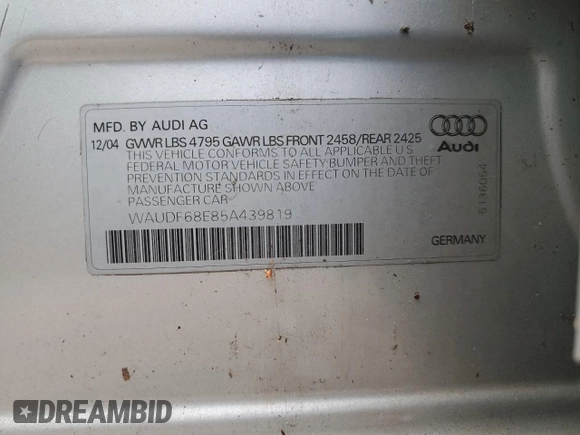 MFD. BY AUDI AG
12/04 GVWR LBS 4795 GAWR LBS FRONT 2458/REAR 2425
THIS VEHICLE CONFORMS TO ALL APPLICABLE U S
FEDERAL MOTOR VEHICLE SAFETY: BUMPER AND THEFT
PREVENTION STANDARDS IN EFFECT ON THE DATE OF
MANUFACTURE SHOWN ABOVE
PASSENGER CAR
WAUDF68E85A439819
Audi
5136054
GERMANY
DREAMBID